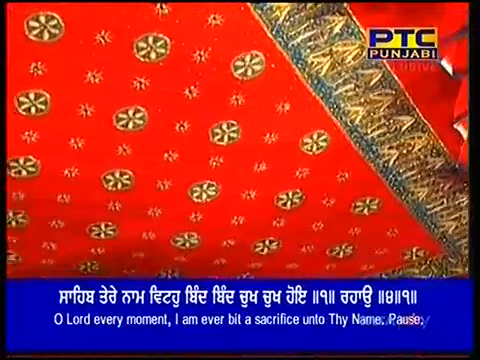 PTC
PUNJABI
ਸਾਹਿਬ ਤੇਰੇ ਨਾਮ ਵਿਟਹੁ ਬਿੰਦ ਬਿੰਦ ਚੁਖ ਚੁਖ ਹੋਇ ॥੧॥ ਰਹਾਉ ॥੪॥੧॥
O Lord every moment, I am ever bit a sacrifice unto Thy Name. Pause.